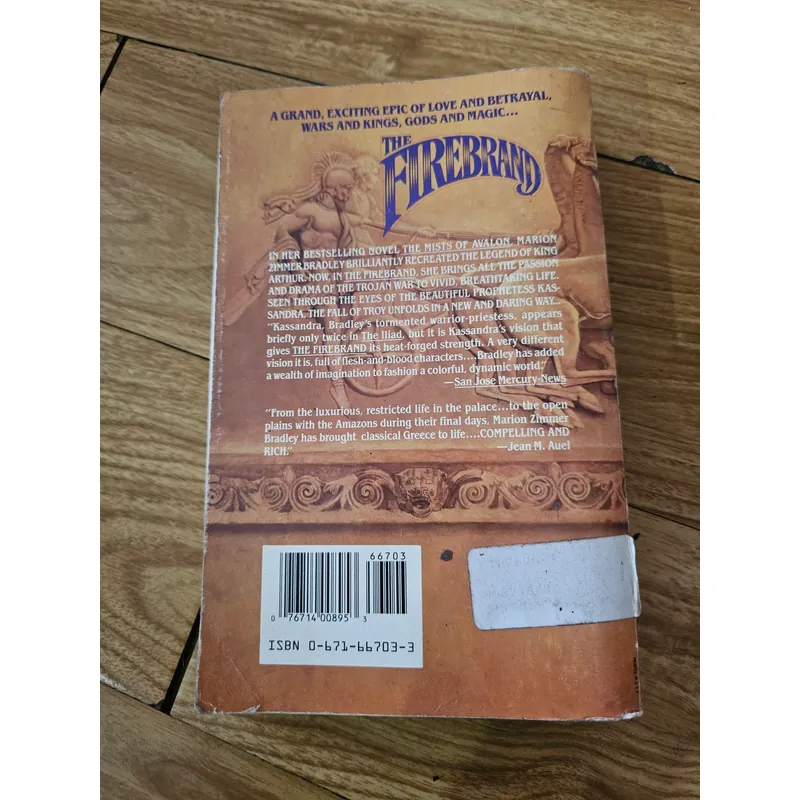 A GRAND, EXCITING EPIC OF LOVE AND BETRAYAL,
WARS AND KINGS, GODS AND MAGIC...
THE
FIREBRAND
IN HER BESTSELLING NOVEL THE MISTS OF AVALON, MARION
ZIMMER BRADLEY BRILLIANTLY RECREATED THE LEGEND OF KING
ARTHUR. NOW, IN THE FIREBRAND, SHE BRINGS ALL THE PASSION
AND DRAMA OF THE TROJAN WAR TO VIVID, BREATHTAKING LIFE.
SEEN THROUGH THE EYES OF THE BEAUTIFUL PROPHETESS KAS-
SANDRA, THE FALL OF TROY UNFOLDS IN A NEW AND DARING WAY...
"Kassandra, Bradley's tormented warrior-priestess, appears
briefly only twice in The Iliad, but it is Kassandra's vision that
gives THE FIREBRAND its heat-forged strength. A very different
vision it is, full of flesh-and-blood characters....Bradley has added
a wealth of imagination to fashion a colorful, dynamic world."
—San Jose Mercury-News
"From the luxurious, restricted life in the palace...to the open
plains with the Amazons during their final days, Marion Zimmer
Bradley has brought classical Greece to life....COMPELLING AND
RICH."
—Jean M. Auel
66703
0 76714 00895 3
ISBN 0-671-66703-3